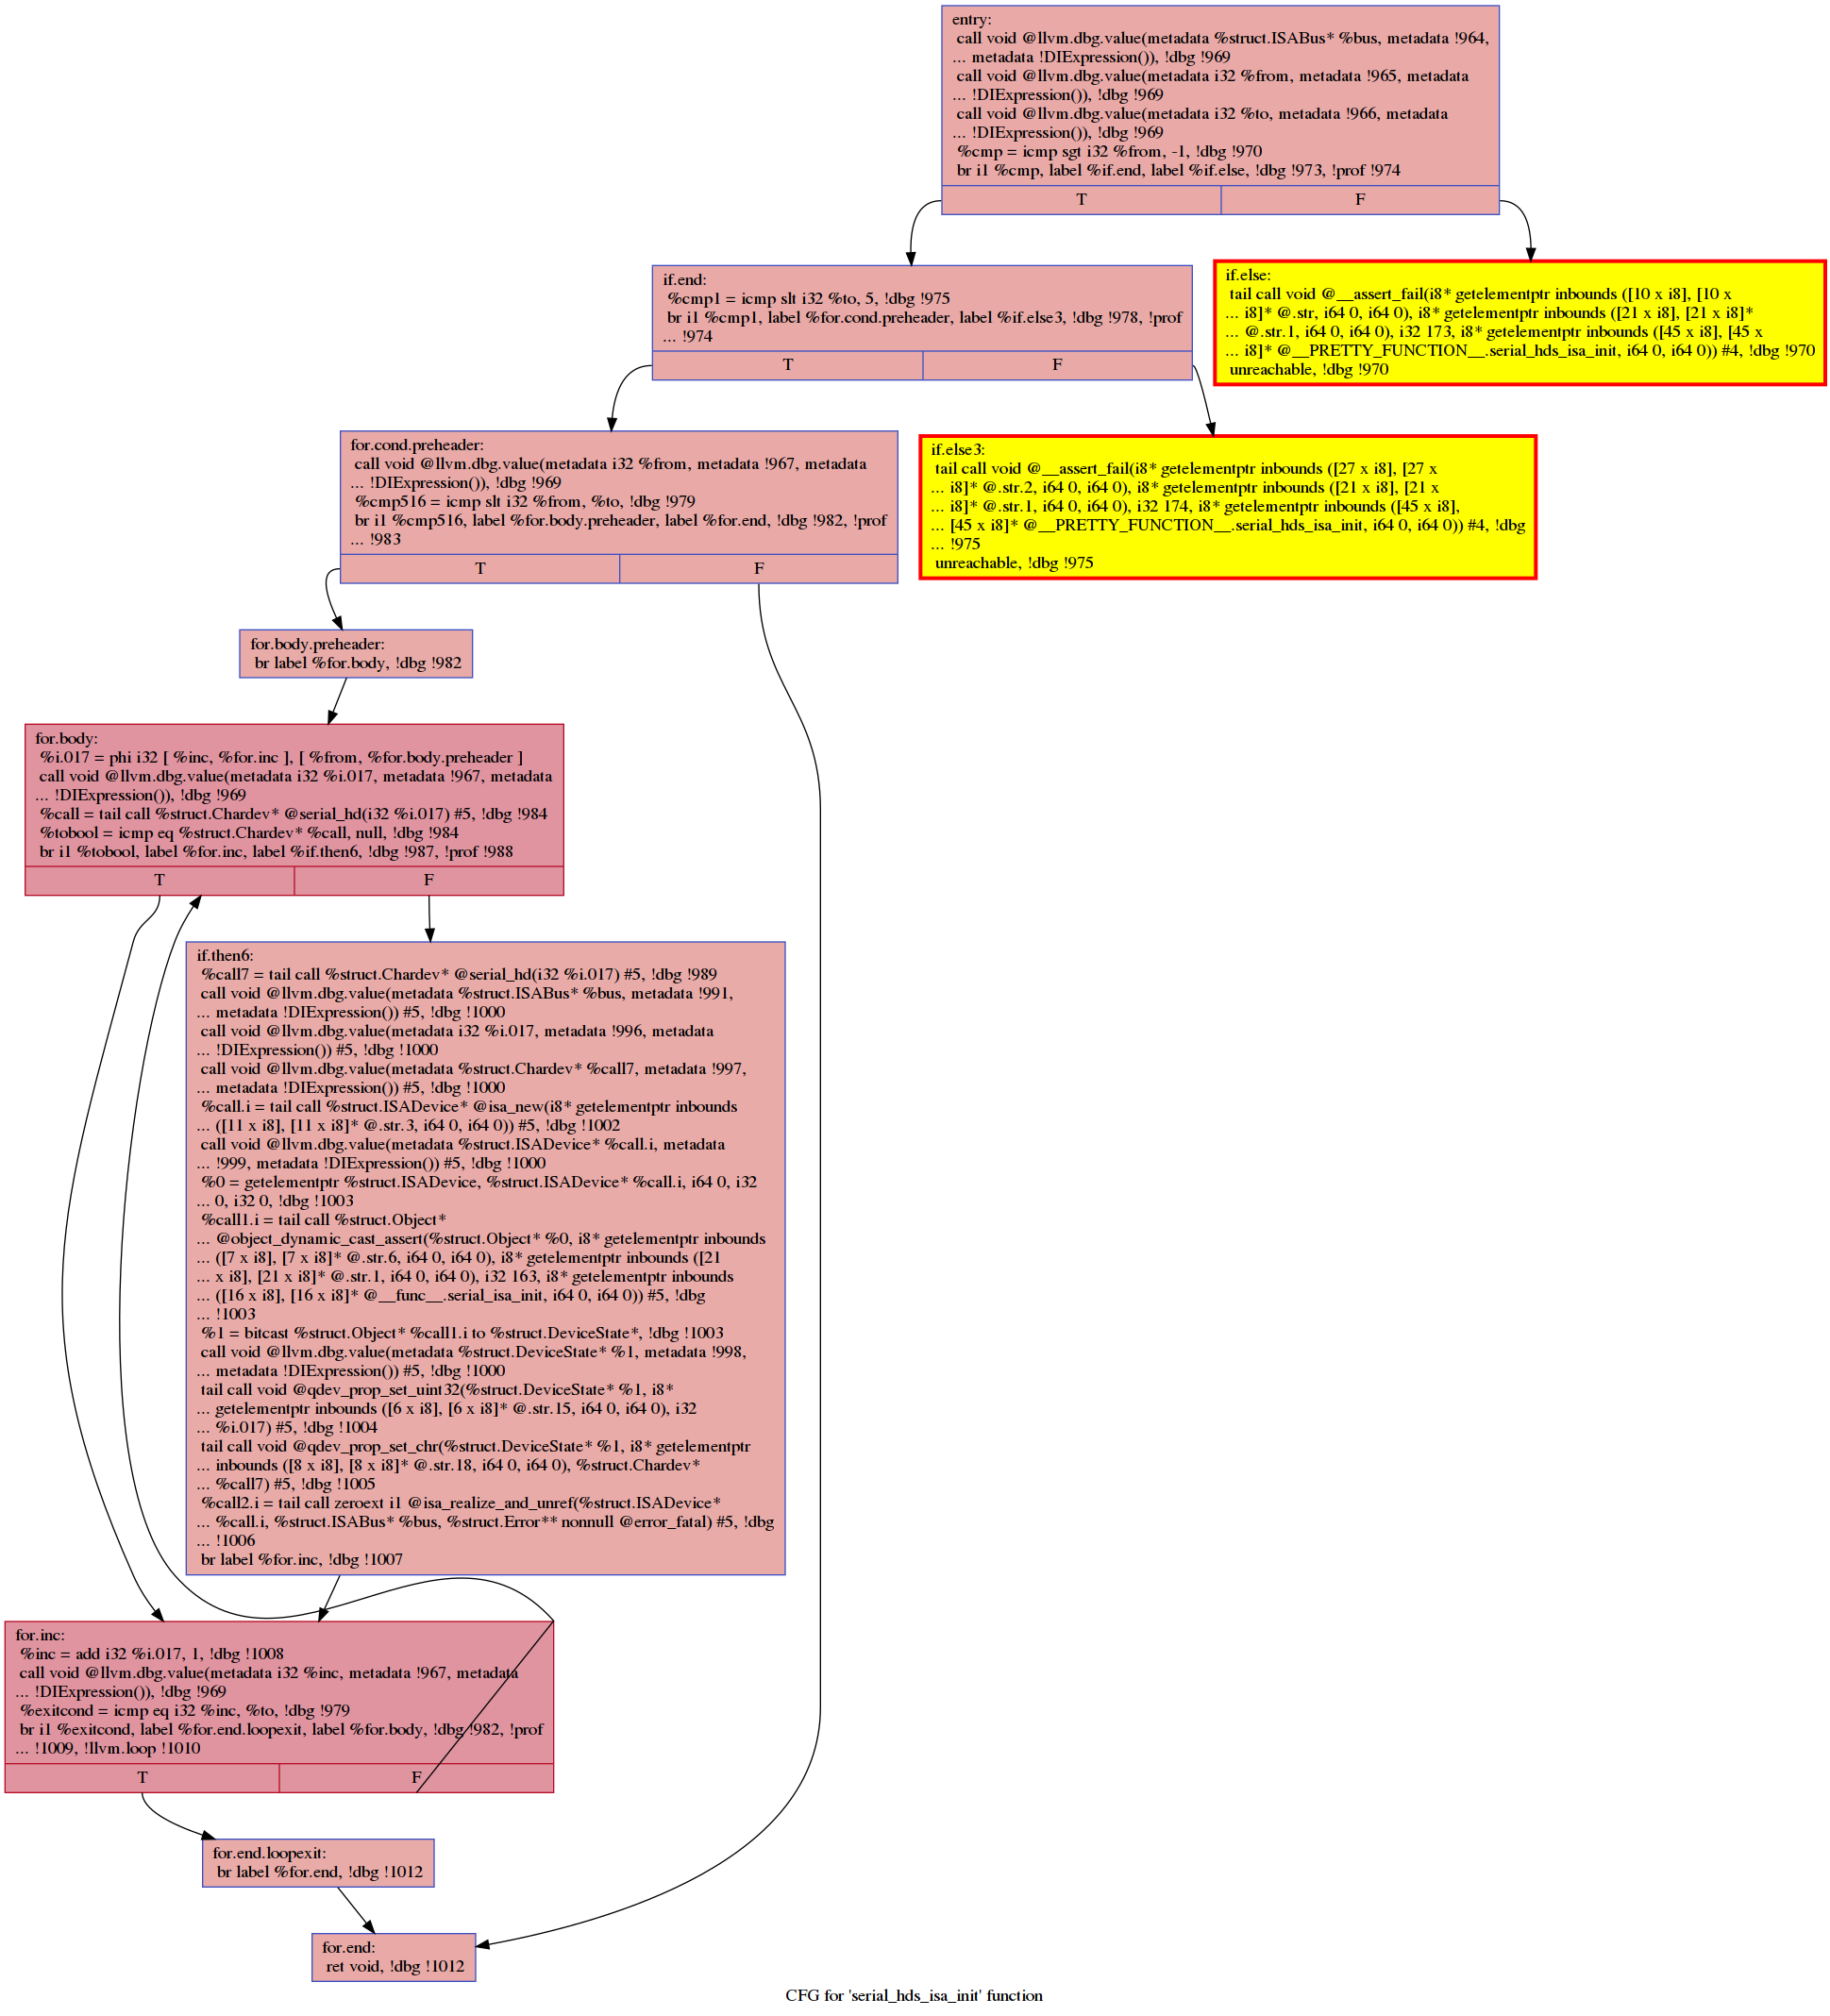 entry:
call void @llvm.dbg.value(metadata %struct.ISABus* %bus, metadata !964,
... metadata !DIExpression()), !dbg !969
call void @llvm.dbg.value(metadata i32 %from, metadata !965, metadata
... !DIExpression()), !dbg !969
call void @llvm.dbg.value(metadata i32 %to, metadata !966, metadata
... !DIExpression()), !dbg !969
%cmp = icmp sgt i32 %from, -1, !dbg !970
br i1 %cmp, label %if.end, label %if.else, !dbg !973, !prof !974
T F
if.end:
%cmp1 = icmp slt i32 %to, 5, !dbg !975
br i1 %cmp1, label %for.cond.preheader, label %if.else3, !dbg !978, !prof
... !974
T F
if.else:
tail call void @__assert_fail(i8* getelementptr inbounds ([10 x i8], [10 x
... i8]* @.str, i64 0, i64 0), i8* getelementptr inbounds ([21 x i8], [21 x i8]*
... @.str.1, i64 0, i64 0), i32 173, i8* getelementptr inbounds ([45 x i8], [45 x
... i8]* @__PRETTY_FUNCTION__.serial_hds_isa_init, i64 0, i64 0)) #4, !dbg !970
unreachable, !dbg !970
for.cond.preheader:
call void @llvm.dbg.value(metadata i32 %from, metadata !967, metadata
... !DIExpression()), !dbg !969
%cmp516 = icmp slt i32 %from, %to, !dbg !979
br i1 %cmp516, label %for.body.preheader, label %for.end, !dbg !982, !prof
... !983
T F
if.else3:
tail call void @__assert_fail(i8* getelementptr inbounds ([27 x i8], [27 x
... i8]* @.str.2, i64 0, i64 0), i8* getelementptr inbounds ([21 x i8], [21 x
... i8]* @.str.1, i64 0, i64 0), i32 174, i8* getelementptr inbounds ([45 x i8],
... [45 x i8]* @__PRETTY_FUNCTION__.serial_hds_isa_init, i64 0, i64 0)) #4, !dbg
... !975
unreachable, !dbg !975
for.body.preheader:
br label %for.body, !dbg !982
for.body:
%i.017 = phi i32 [ %inc, %for.inc ], [ %from, %for.body.preheader ]
call void @llvm.dbg.value(metadata i32 %i.017, metadata !967, metadata
... !DIExpression()), !dbg !969
%call = tail call %struct.Chardev* @serial_hd(i32 %i.017) #5, !dbg !984
%tobool = icmp eq %struct.Chardev* %call, null, !dbg !984
br i1 %tobool, label %for.inc, label %if.then6, !dbg !987, !prof !988
T F
if.then6:
%call7 = tail call %struct.Chardev* @serial_hd(i32 %i.017) #5, !dbg !989
call void @llvm.dbg.value(metadata %struct.ISABus* %bus, metadata !991,
... metadata !DIExpression()) #5, !dbg !1000
call void @llvm.dbg.value(metadata i32 %i.017, metadata !996, metadata
... !DIExpression()) #5, !dbg !1000
call void @llvm.dbg.value(metadata %struct.Chardev* %call7, metadata !997,
... metadata !DIExpression()) #5, !dbg !1000
%call.i = tail call %struct.ISADevice* @isa_new(i8* getelementptr inbounds
... ([11 x i8], [11 x i8]* @.str.3, i64 0, i64 0)) #5, !dbg !1002
call void @llvm.dbg.value(metadata %struct.ISADevice* %call.i, metadata
... !999, metadata !DIExpression()) #5, !dbg !1000
%0 = getelementptr %struct.ISADevice, %struct.ISADevice* %call.i, i64 0, i32
... 0, i32 0, !dbg !1003
%call1.i = tail call %struct.Object*
... @object_dynamic_cast_assert(%struct.Object* %0, i8* getelementptr inbounds
... ([7 x i8], [7 x i8]* @.str.6, i64 0, i64 0), i8* getelementptr inbounds ([21
... x i8], [21 x i8]* @.str.1, i64 0, i64 0), i32 163, i8* getelementptr inbounds
... ([16 x i8], [16 x i8]* @__func__.serial_isa_init, i64 0, i64 0)) #5, !dbg
... !1003
%1 = bitcast %struct.Object* %call1.i to %struct.DeviceState*, !dbg !1003
call void @llvm.dbg.value(metadata %struct.DeviceState* %1, metadata !998,
... metadata !DIExpression()) #5, !dbg !1000
tail call void @qdev_prop_set_uint32(%struct.DeviceState* %1, i8*
... getelementptr inbounds ([6 x i8], [6 x i8]* @.str.15, i64 0, i64 0), i32
... %i.017) #5, !dbg !1004
tail call void @qdev_prop_set_chr(%struct.DeviceState* %1, i8* getelementptr
... inbounds ([8 x i8], [8 x i8]* @.str.18, i64 0, i64 0), %struct.Chardev*
... %call7) #5, !dbg !1005
%call2.i = tail call zeroext i1 @isa_realize_and_unref(%struct.ISADevice*
... %call.i, %struct.ISABus* %bus, %struct.Error** nonnull @error_fatal) #5, !dbg
... !1006
br label %for.inc, !dbg !1007
for.inc:
%inc = add i32 %i.017, 1, !dbg !1008
call void @llvm.dbg.value(metadata i32 %inc, metadata !967, metadata
... !DIExpression()), !dbg !969
%exitcond = icmp eq i32 %inc, %to, !dbg !979
br i1 %exitcond, label %for.end.loopexit, label %for.body, !dbg !982, !prof
... !1009, !llvm.loop !1010
T F
for.end.loopexit:
br label %for.end, !dbg !1012
for.end:
ret void, !dbg !1012
CFG for 'serial_hds_isa_init' function